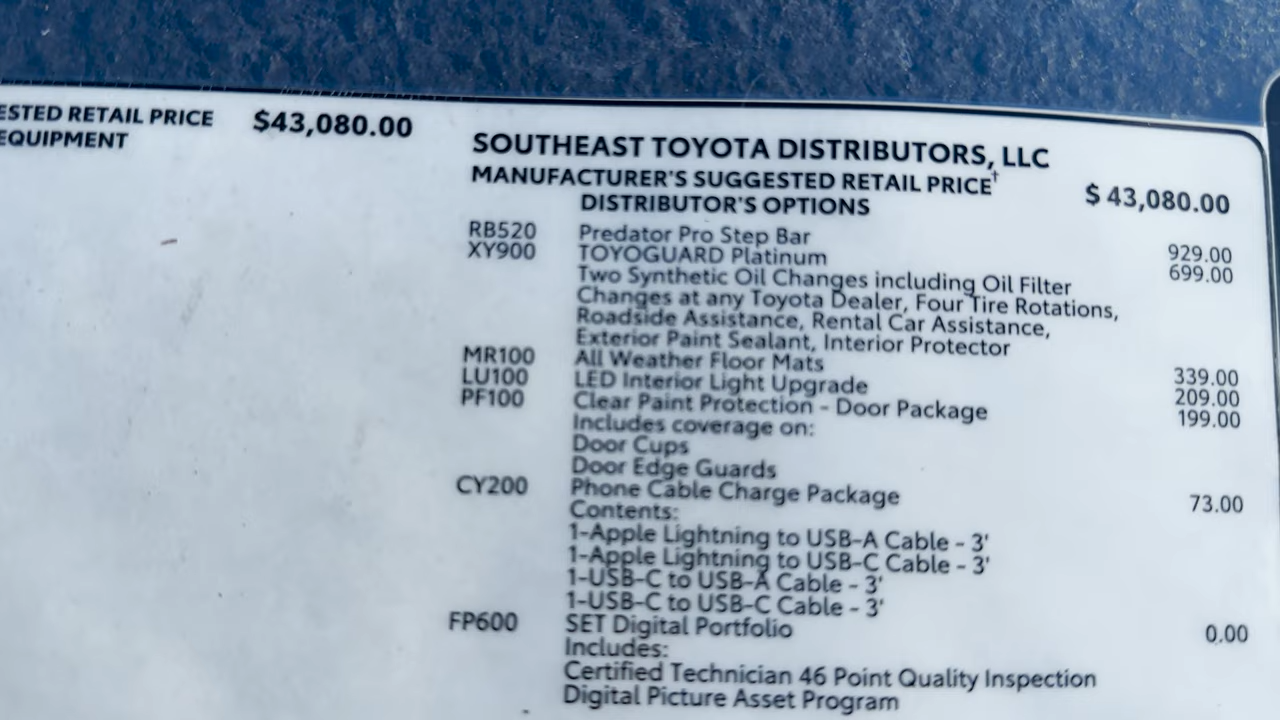 ESTED RETAIL PRICE $43,080.00
EQUIPMENT
SOUTHEAST TOYOTA DISTRIBUTORS, LLC
MANUFACTURER'S SUGGESTED RETAIL PRICE† $ 43,080.00
DISTRIBUTOR'S OPTIONS
RB520 Predator Pro Step Bar 929.00
XY900 TOYOGUARD Platinum 699.00
Two Synthetic Oil Changes including Oil Filter
Changes at any Toyota Dealer, Four Tire Rotations,
Roadside Assistance, Rental Car Assistance,
Exterior Paint Sealant, Interior Protector
MR100 All Weather Floor Mats 339.00
LU100 LED Interior Light Upgrade 209.00
PF100 Clear Paint Protection - Door Package 199.00
Includes coverage on:
Door Cups
Door Edge Guards
CY200 Phone Cable Charge Package 73.00
Contents:
1-Apple Lightning to USB-A Cable - 3'
1-Apple Lightning to USB-C Cable - 3'
1-USB-C to USB-A Cable - 3'
1-USB-C to USB-C Cable - 3'
FP600 SET Digital Portfolio 0.00
Includes:
Certified Technician 46 Point Quality Inspection
Digital Picture Asset Program